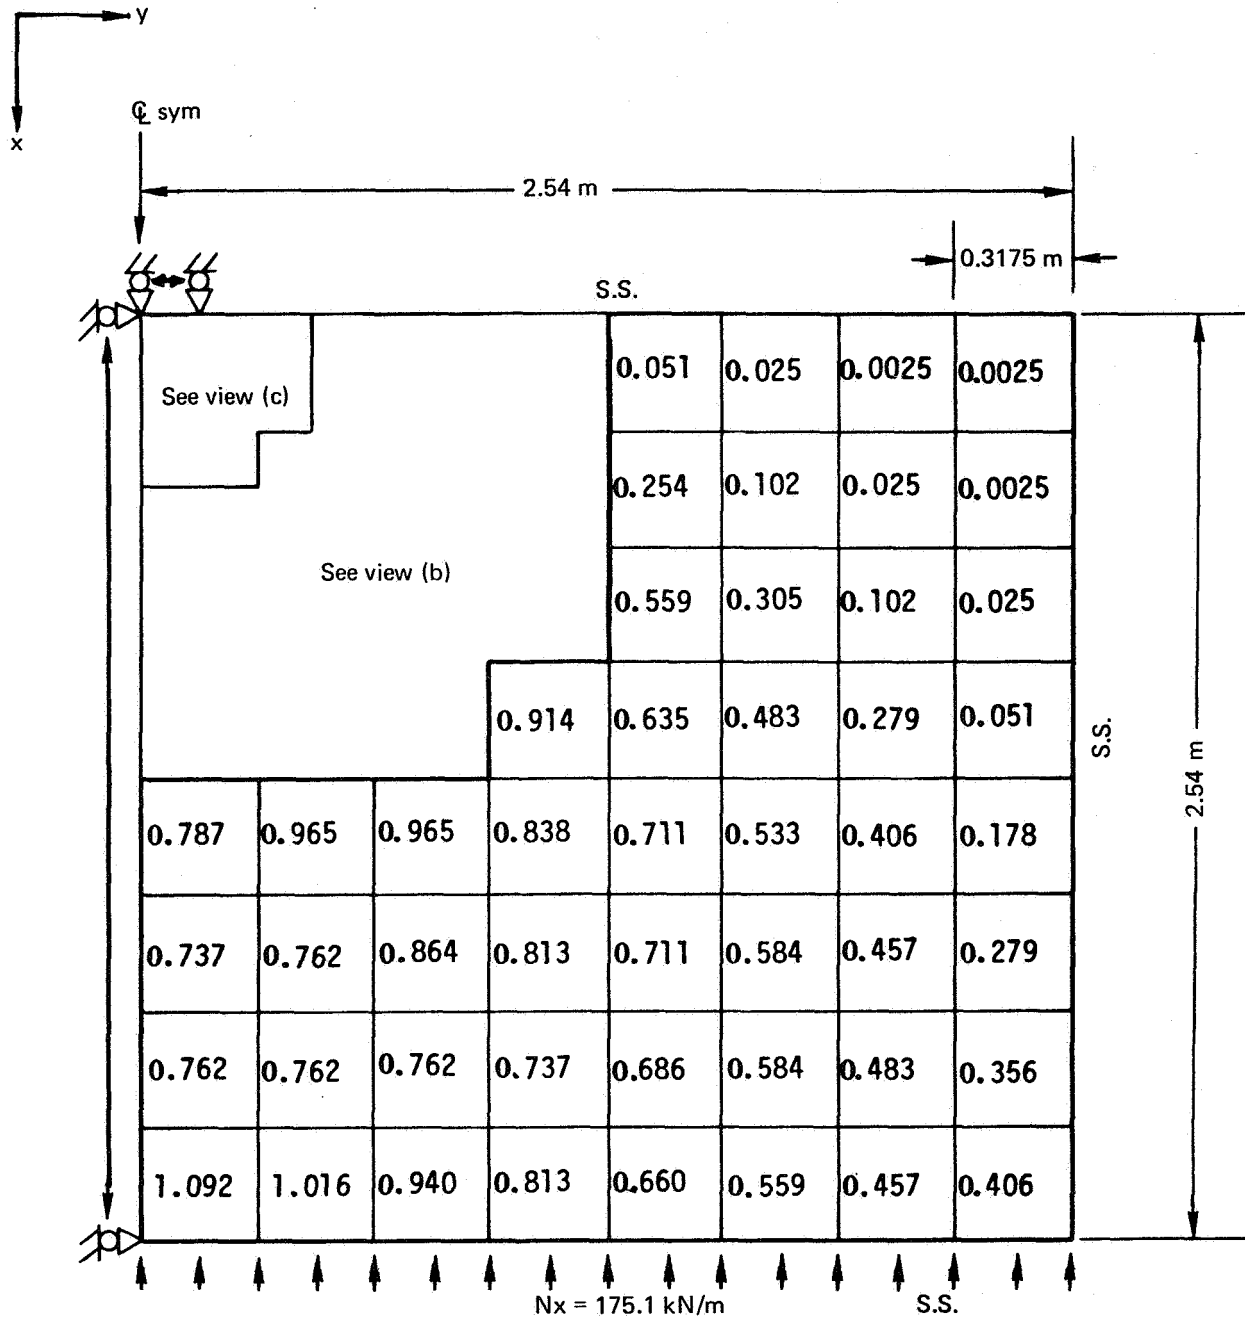 y
x
℄ sym
2.54 m
0.3175 m
S.S.
See view (c)
See view (b)
0.051 0.025 0.0025 0.0025
0.254 0.102 0.025 0.0025
0.559 0.305 0.102 0.025
0.914 0.635 0.483 0.279 0.051
S.S.
2.54 m
0.787 0.965 0.965 0.838 0.711 0.533 0.406 0.178
0.737 0.762 0.864 0.813 0.711 0.584 0.457 0.279
0.762 0.762 0.762 0.737 0.686 0.584 0.483 0.356
1.092 1.016 0.940 0.813 0.660 0.559 0.457 0.406
Nx = 175.1 kN/m
S.S.